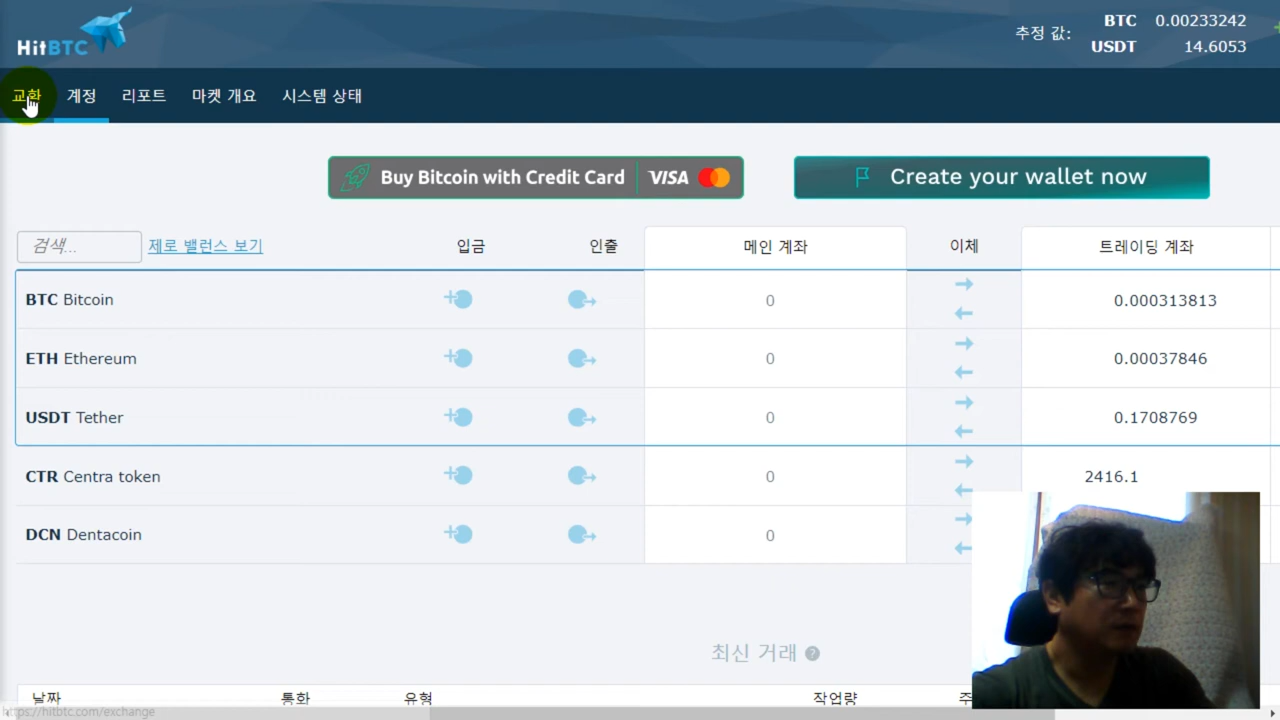 HitBTC
추정 값:
BTC 0.00233242
USDT 14.6053
교환 계정 리포트 마켓 개요 시스템 상태
Buy Bitcoin with Credit Card VISA
Create your wallet now
검색... 제로 밸런스 보기 입금 인출 메인 계좌 이체 트레이딩 계좌
BTC Bitcoin 0 0.000313813
ETH Ethereum 0 0.00037846
USDT Tether 0 0.1708769
CTR Centra token 0 2416.1
DCN Dentacoin 0
최신 거래 ?
날짜 통화 유형 작업량
https://hitbtc.com/exchange